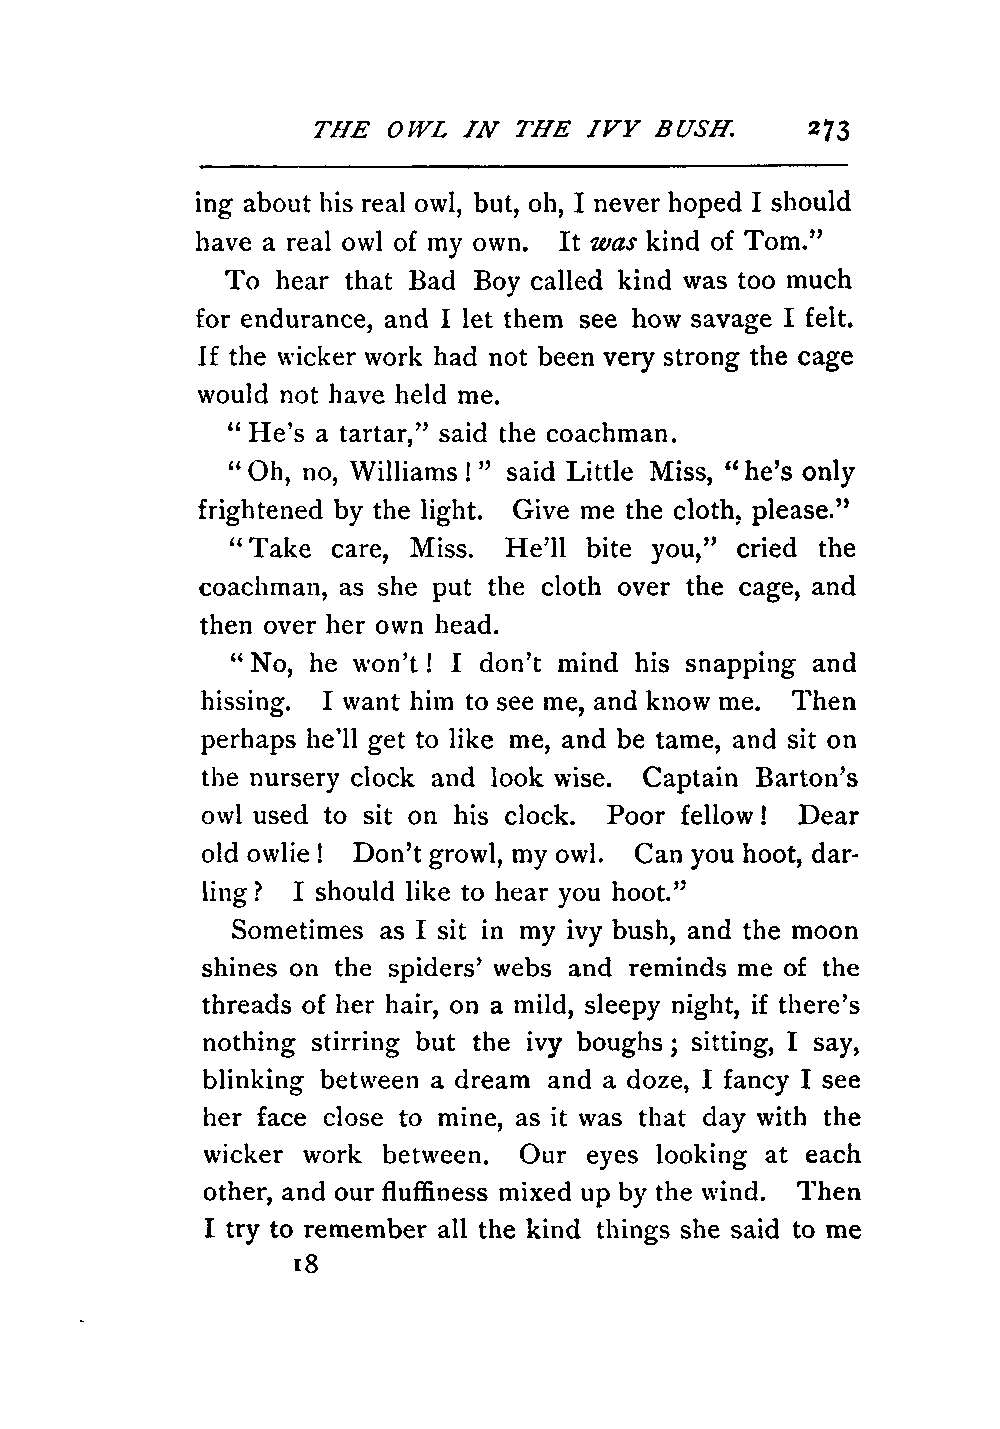 THE OWL IN THE IVY BUSH. 273
ing about his real owl, but, oh, I never hoped I should
have a real owl of my own. It was kind of Tom.”
To hear that Bad Boy called kind was too much
for endurance, and I let them see how savage I felt.
If the wicker work had not been very strong the cage
would not have held me.
“ He’s a tartar,” said the coachman.
“ Oh, no, Williams ! ” said Little Miss, “ he’s only
frightened by the light. Give me the cloth, please.”
“ Take care, Miss. He’ll bite you,” cried the
coachman, as she put the cloth over the cage, and
then over her own head.
“ No, he won’t ! I don’t mind his snapping and
hissing. I want him to see me, and know me. Then
perhaps he’ll get to like me, and be tame, and sit on
the nursery clock and look wise. Captain Barton’s
owl used to sit on his clock. Poor fellow ! Dear
old owlie ! Don’t growl, my owl. Can you hoot, dar-
ling ? I should like to hear you hoot.”
Sometimes as I sit in my ivy bush, and the moon
shines on the spiders’ webs and reminds me of the
threads of her hair, on a mild, sleepy night, if there’s
nothing stirring but the ivy boughs ; sitting, I say,
blinking between a dream and a doze, I fancy I see
her face close to mine, as it was that day with the
wicker work between. Our eyes looking at each
other, and our fluffiness mixed up by the wind. Then
I try to remember all the kind things she said to me
18